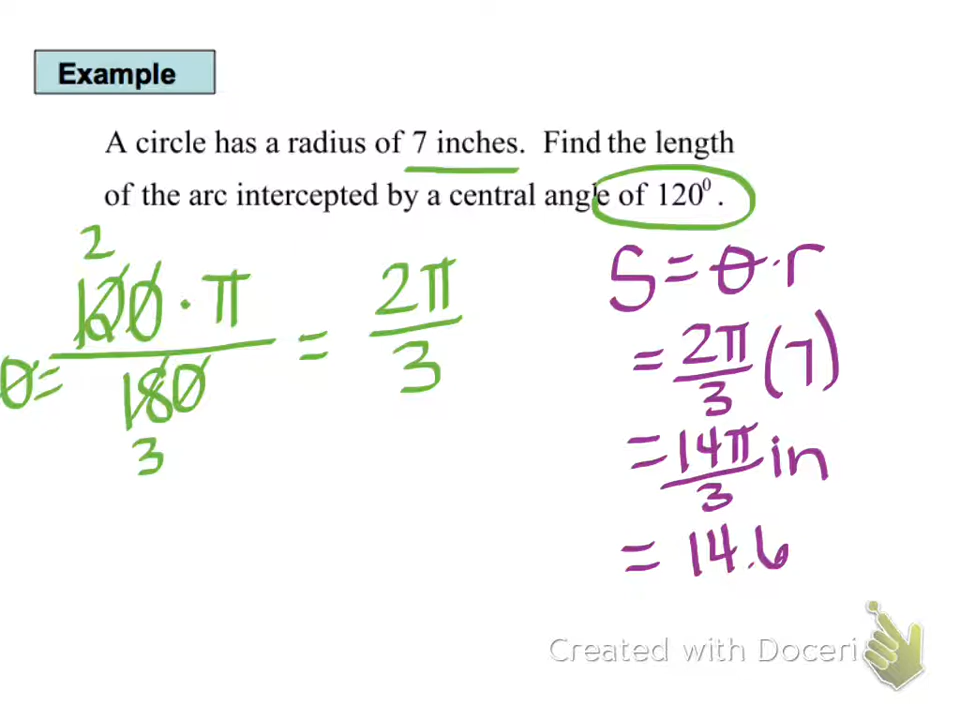 Example
A circle has a radius of 7 inches. Find the length
of the arc intercepted by a central angle of 120⁰.
2
θ = 120 · π / 180 = 2π / 3
3
S = θ · r
= 2π/3 (7)
= 14π/3 in
= 14.6
Created with Doceri